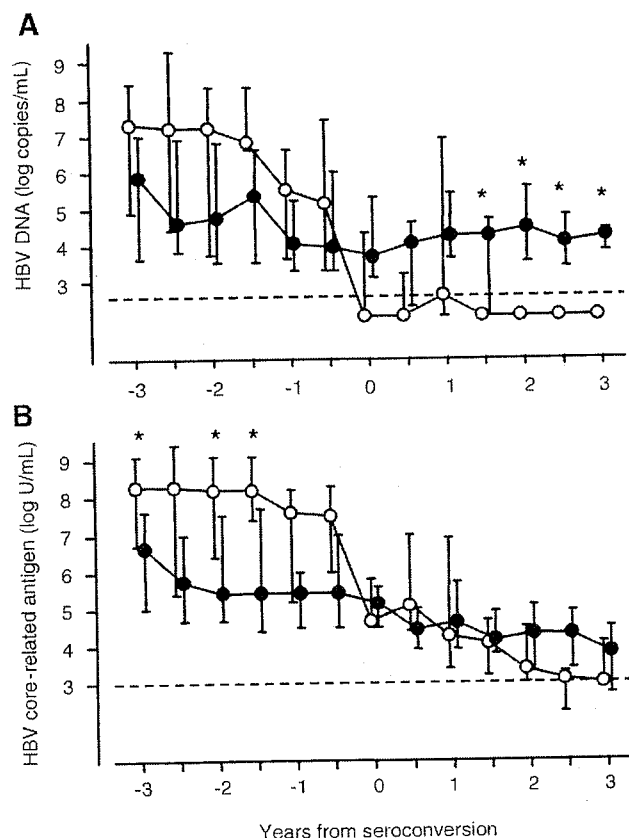 A
HBV DNA (log copies/mL)
9
8
7
6
5
4
3
* * * *
-3 -2 -1 0 1 2 3
B
HBV core-related antigen (log U/mL)
9
8
7
6
5
4
3
* * *
-3 -2 -1 0 1 2 3
Years from seroconversion